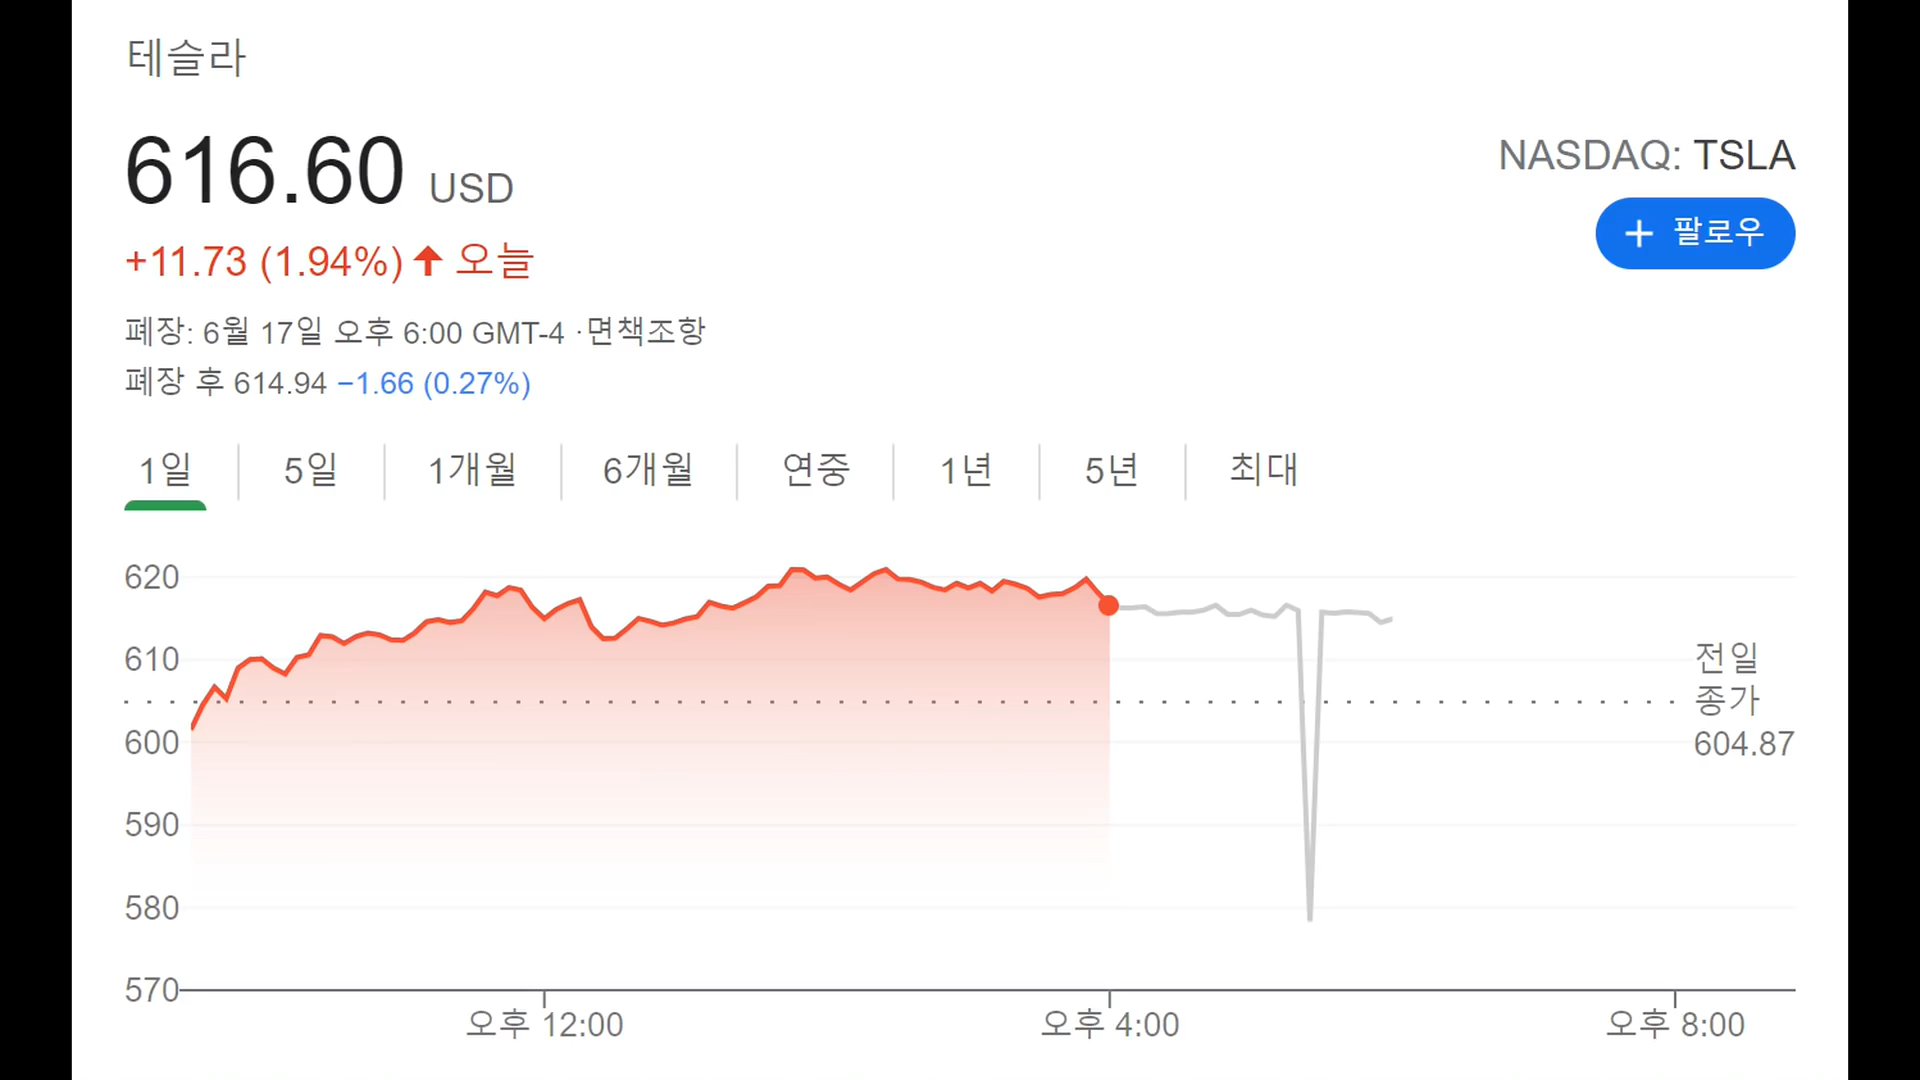 테슬라
616.60 USD
NASDAQ: TSLA
+ 팔로우
+11.73 (1.94%) ↑ 오늘
폐장: 6월 17일 오후 6:00 GMT-4 ·면책조항
폐장 후 614.94 −1.66 (0.27%)
1일 5일 1개월 6개월 연중 1년 5년 최대
620
610
600
590
580
570
전일
종가
604.87
오후 12:00 오후 4:00 오후 8:00